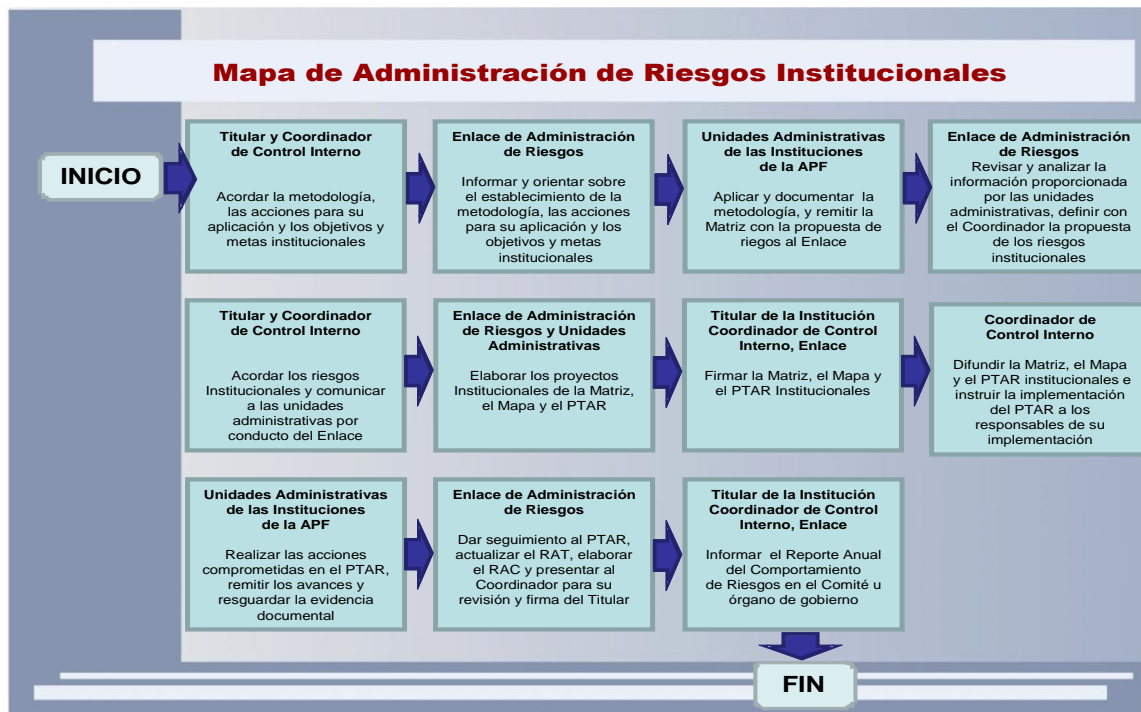 Mapa de Administración de Riesgos Institucionales
INICIO
Titular y Coordinador
de Control Interno
Acordar la metodología,
las acciones para su
aplicación y los objetivos y
metas institucionales
Enlace de Administración
de Riesgos
Informar y orientar sobre
el establecimiento de la
metodología, las acciones
para su aplicación y los
objetivos y metas
institucionales
Unidades Administrativas
de las Instituciones
de la APF
Aplicar y documentar la
metodología, y remitir la
Matriz con la propuesta de
riegos al Enlace
Enlace de Administración
de Riesgos
Revisar y analizar la
información proporcionada
por las unidades
administrativas, definir con
el Coordinador la propuesta
de los riesgos
institucionales
Titular y Coordinador
de Control Interno
Acordar los riesgos
Institucionales y comunicar
a las unidades
administrativas por
conducto del Enlace
Enlace de Administración
de Riesgos y Unidades
Administrativas
Elaborar los proyectos
Institucionales de la Matriz,
el Mapa y el PTAR
Titular de la Institución
Coordinador de Control
Interno, Enlace
Firmar la Matriz, el Mapa y
el PTAR Institucionales
Coordinador de
Control Interno
Difundir la Matriz, el Mapa
y el PTAR institucionales e
instruir la implementación
del PTAR a los
responsables de su
implementación
Unidades Administrativas
de las Instituciones
de la APF
Realizar las acciones
comprometidas en el PTAR,
remitir los avances y
resguardar la evidencia
documental
Enlace de Administración
de Riesgos
Dar seguimiento al PTAR,
actualizar el RAT, elaborar
el RAC y presentar al
Coordinador para su
revisión y firma del Titular
Titular de la Institución
Coordinador de Control
Interno, Enlace
Informar el Reporte Anual
del Comportamiento
de Riesgos en el Comité u
órgano de gobierno
FIN